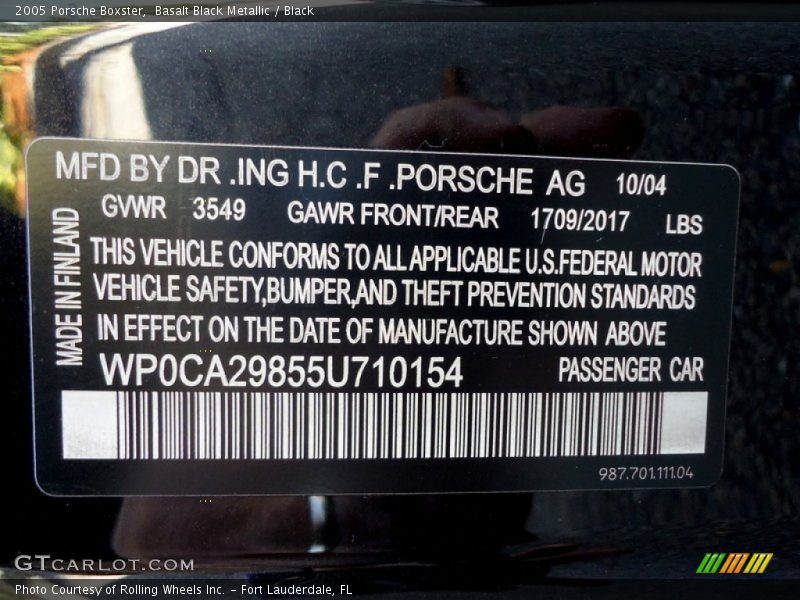 2005 Porsche Boxster,  Basalt Black Metallic / Black
MFD BY DR .ING H.C .F .PORSCHE AG 10/04
GVWR 3549 GAWR FRONT/REAR 1709/2017 LBS
MADE IN FINLAND
THIS VEHICLE CONFORMS TO ALL APPLICABLE U.S.FEDERAL MOTOR
VEHICLE SAFETY,BUMPER,AND THEFT PREVENTION STANDARDS
IN EFFECT ON THE DATE OF MANUFACTURE SHOWN ABOVE
WP0CA29855U710154 PASSENGER CAR
987.701.111.04
GTCARLOT.COM
Photo Courtesy of Rolling Wheels Inc. – Fort Lauderdale, FL